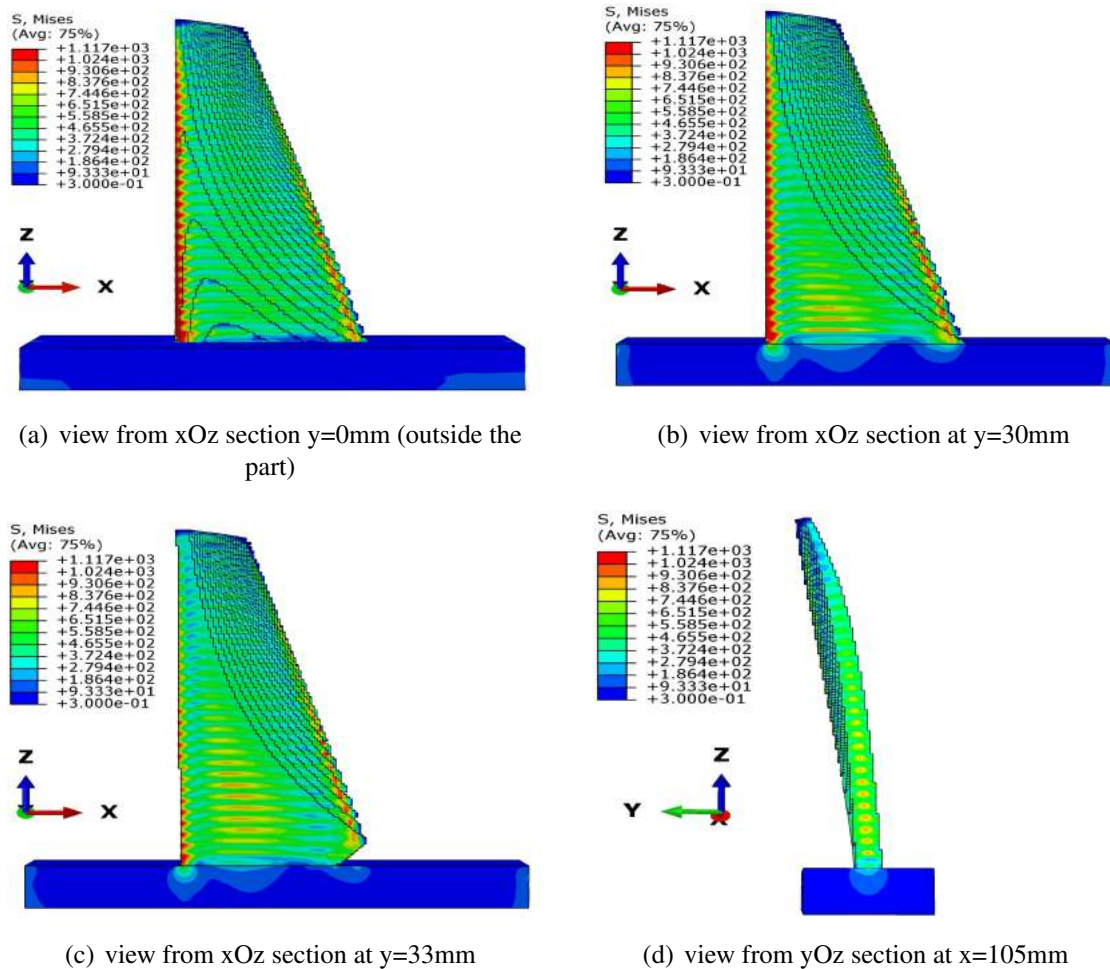 S, Mises
(Avg: 75%)
+1.117e+03
+1.024e+03
+9.306e+02
+8.376e+02
+7.446e+02
+6.515e+02
+5.585e+02
+4.655e+02
+3.724e+02
+2.794e+02
+1.864e+02
+9.333e+01
+3.000e-01
Z
X
(a) view from xOz section y=0mm (outside the
part)
S, Mises
(Avg: 75%)
+1.117e+03
+1.024e+03
+9.306e+02
+8.376e+02
+7.446e+02
+6.515e+02
+5.585e+02
+4.655e+02
+3.724e+02
+2.794e+02
+1.864e+02
+9.333e+01
+3.000e-01
Z
X
(b) view from xOz section at y=30mm
S, Mises
(Avg: 75%)
+1.117e+03
+1.024e+03
+9.306e+02
+8.376e+02
+7.446e+02
+6.515e+02
+5.585e+02
+4.655e+02
+3.724e+02
+2.794e+02
+1.864e+02
+9.333e+01
+3.000e-01
Z
X
(c) view from xOz section at y=33mm
S, Mises
(Avg: 75%)
+1.117e+03
+1.024e+03
+9.306e+02
+8.376e+02
+7.446e+02
+6.515e+02
+5.585e+02
+4.655e+02
+3.724e+02
+2.794e+02
+1.864e+02
+9.333e+01
+3.000e-01
Z
Y
X
(d) view from yOz section at x=105mm